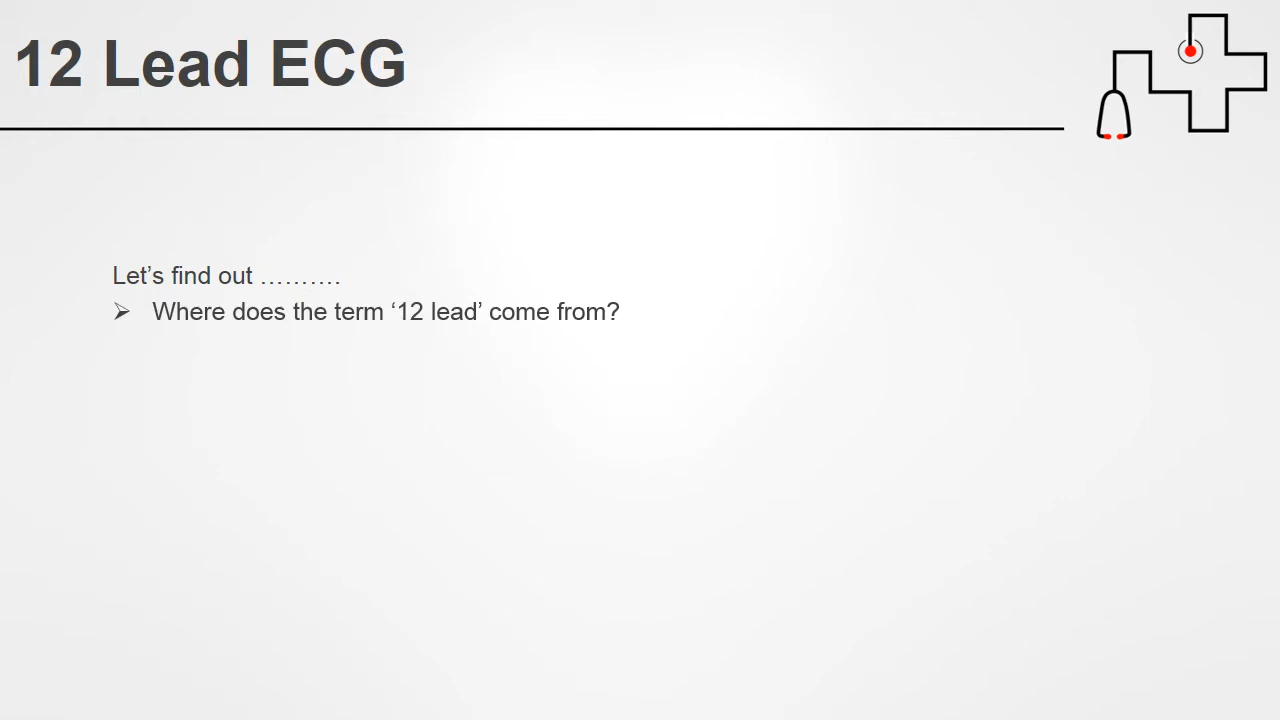 12 Lead ECG
Let’s find out ……….
➢ Where does the term ‘12 lead’ come from?